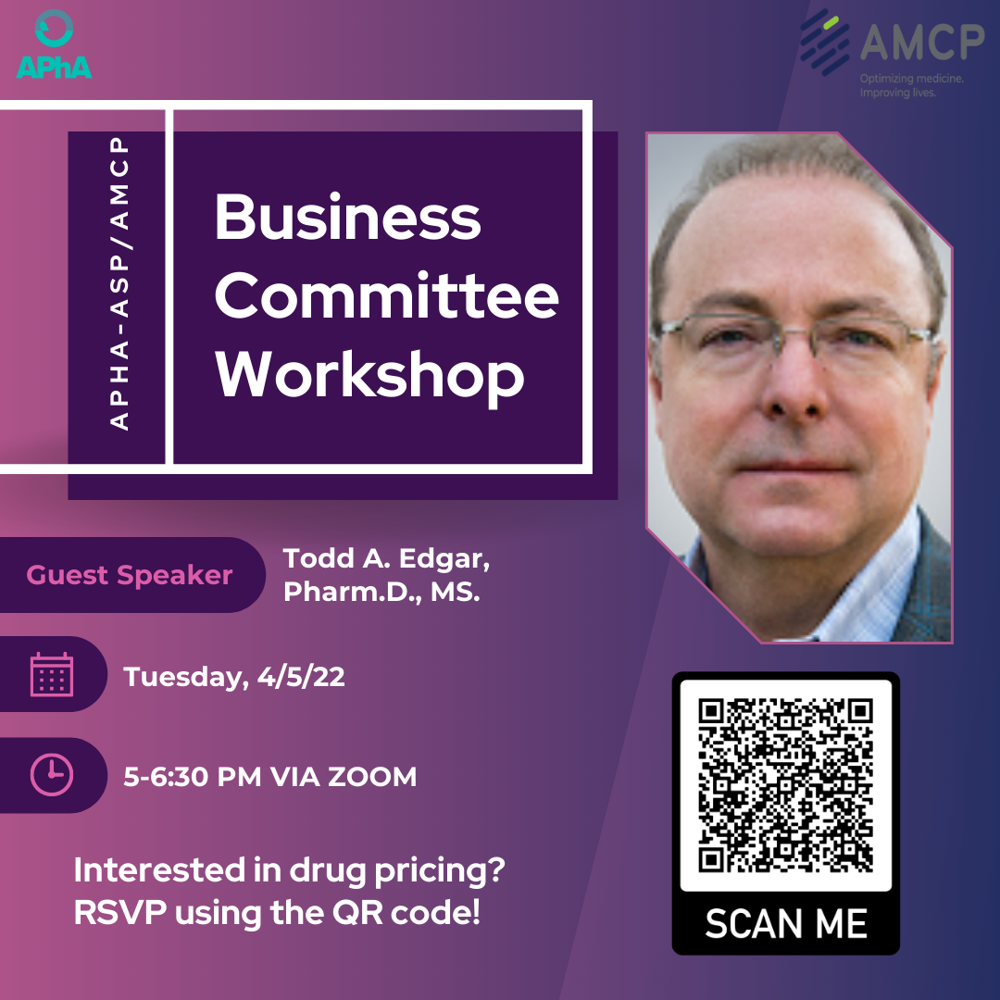 APhA
AMCP
Optimizing medicine.
Improving lives.
APHA-ASP/AMCP
Business
Committee
Workshop
Guest Speaker
Todd A. Edgar,
Pharm.D., MS.
Tuesday, 4/5/22
5-6:30 PM VIA ZOOM
Interested in drug pricing?
RSVP using the QR code!
SCAN ME